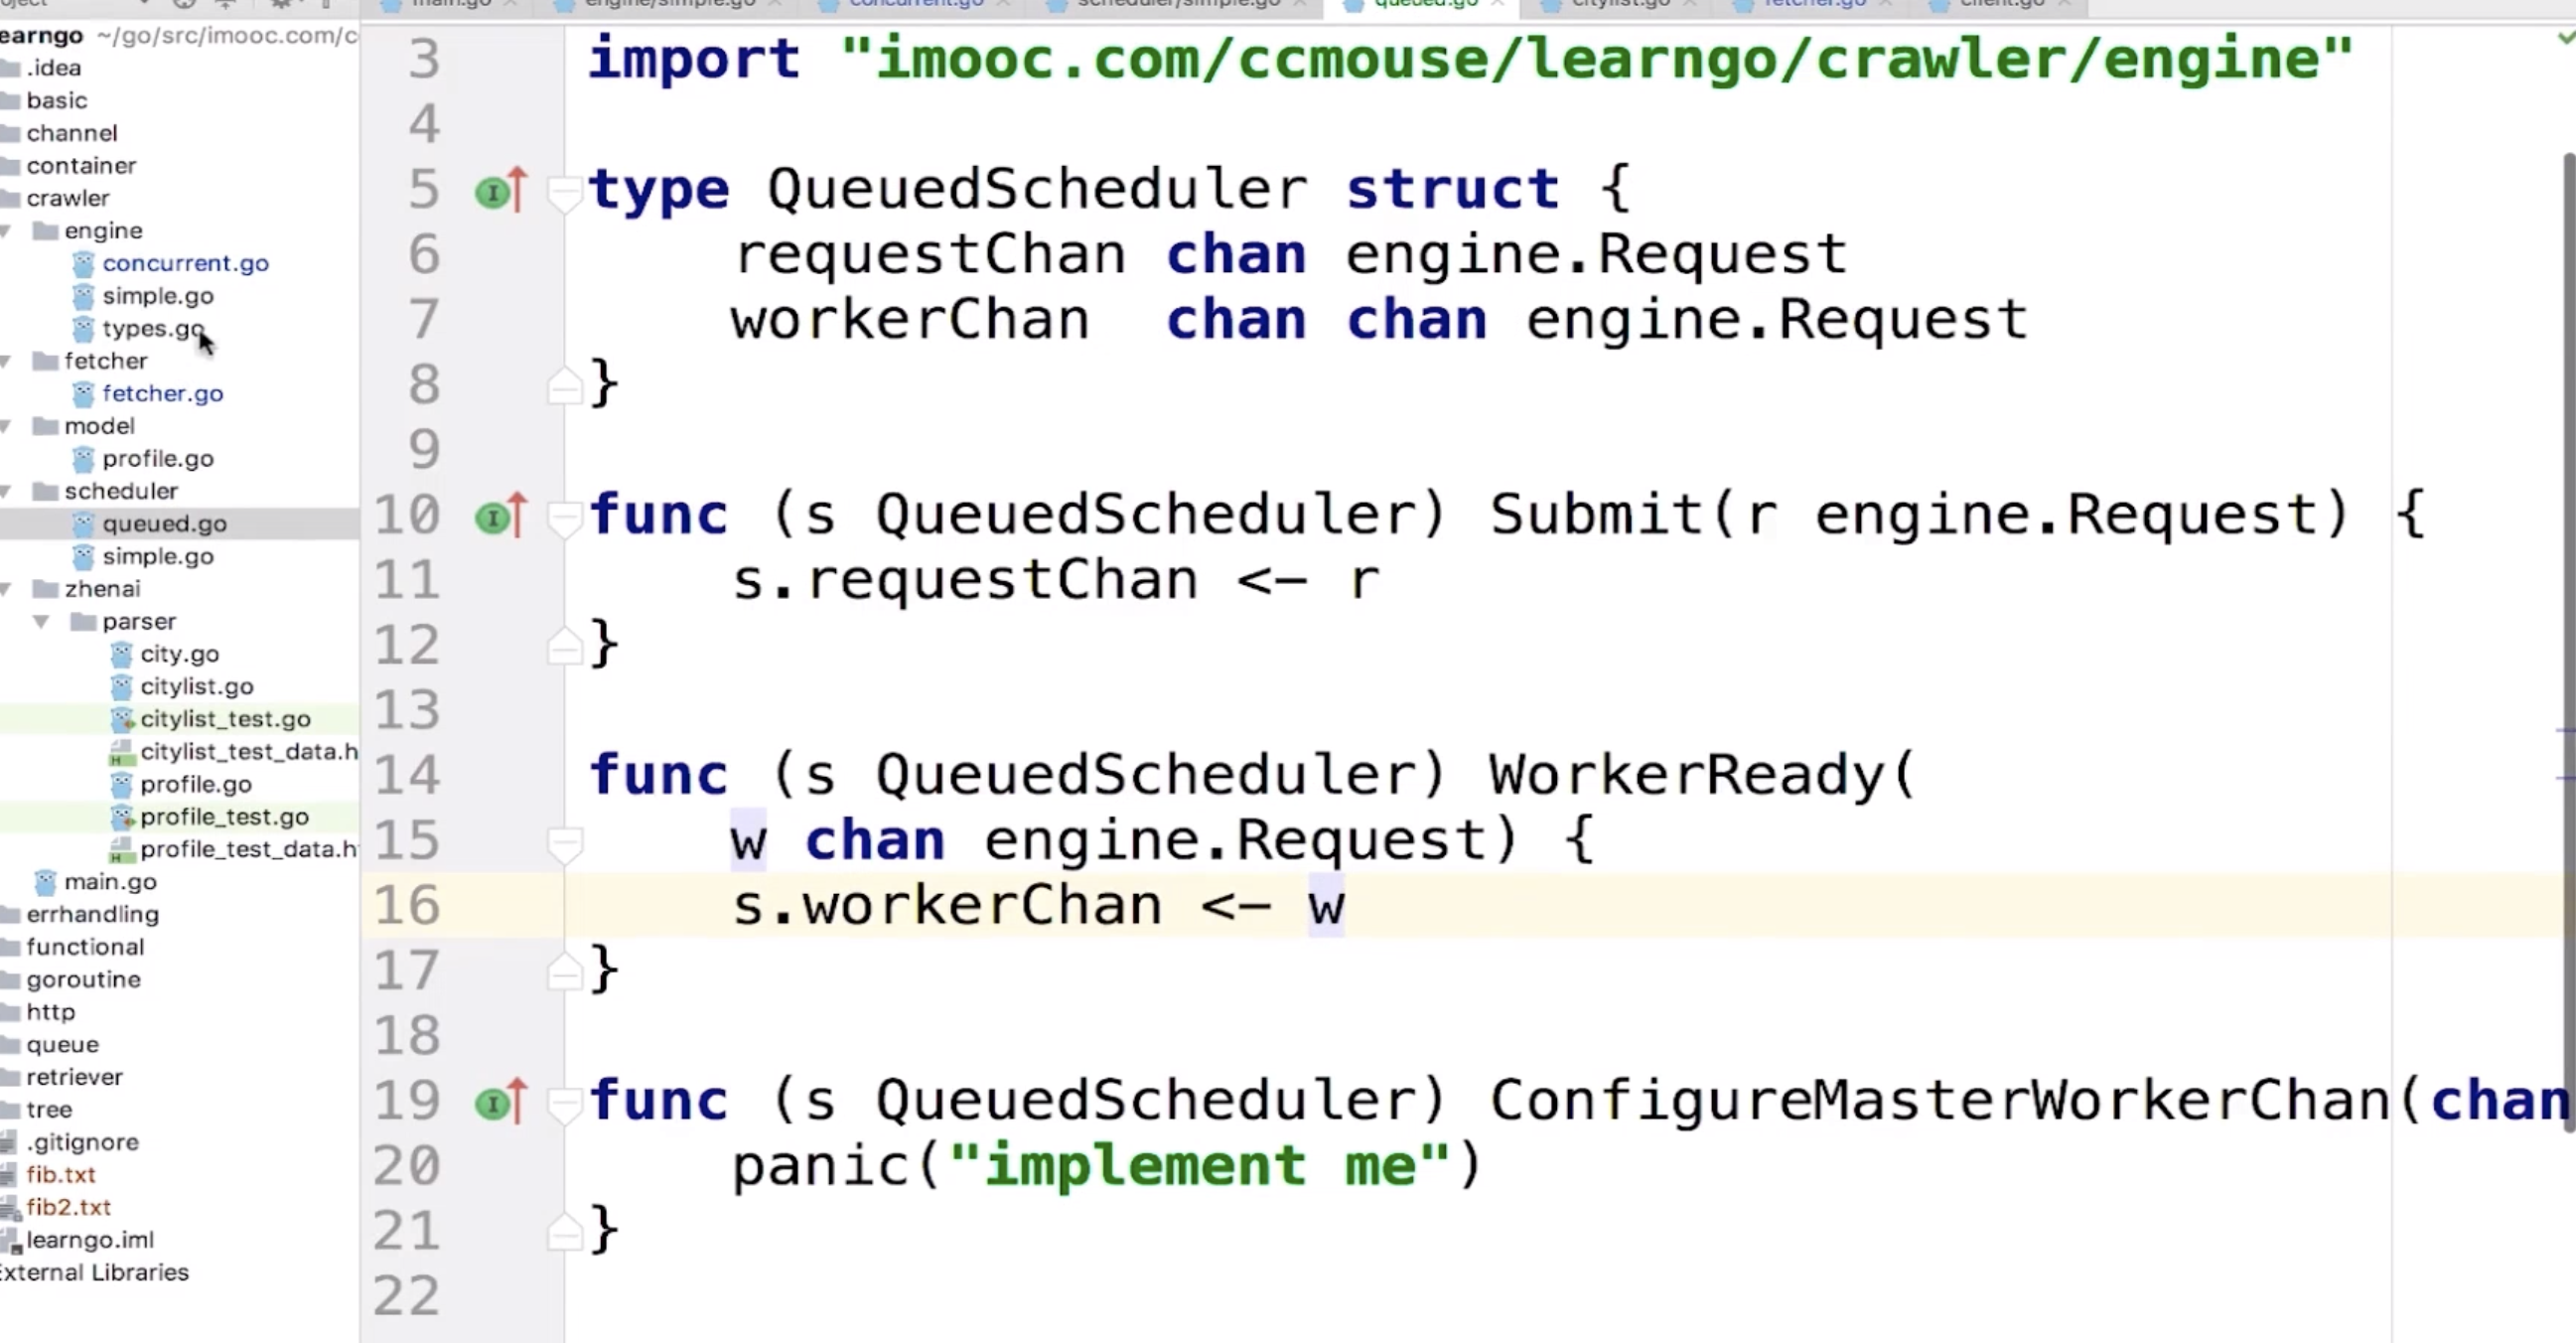 main.go engine/simple.go concurrent.go scheduler/simple.go queued.go citylist.go fetcher.go client.go
~/go/src/imooc.com/c
.idea
basic
channel
container
crawler
engine
concurrent.go
simple.go
types.go
fetcher
fetcher.go
model
profile.go
scheduler
queued.go
simple.go
zhenai
parser
city.go
citylist.go
citylist_test.go
citylist_test_data.h
profile.go
profile_test.go
profile_test_data.h
main.go
errhandling
functional
goroutine
http
queue
retriever
tree
.gitignore
fib.txt
fib2.txt
learngo.iml
External Libraries
3 import "imooc.com/ccmouse/learngo/crawler/engine"
4
5 type QueuedScheduler struct {
6 requestChan chan engine.Request
7 workerChan chan chan engine.Request
8 }
9
10 func (s QueuedScheduler) Submit(r engine.Request) {
11 s.requestChan <- r
12 }
13
14 func (s QueuedScheduler) WorkerReady(
15 w chan engine.Request) {
16 s.workerChan <- w
17 }
18
19 func (s QueuedScheduler) ConfigureMasterWorkerChan(chan
20 panic("implement me")
21 }
22